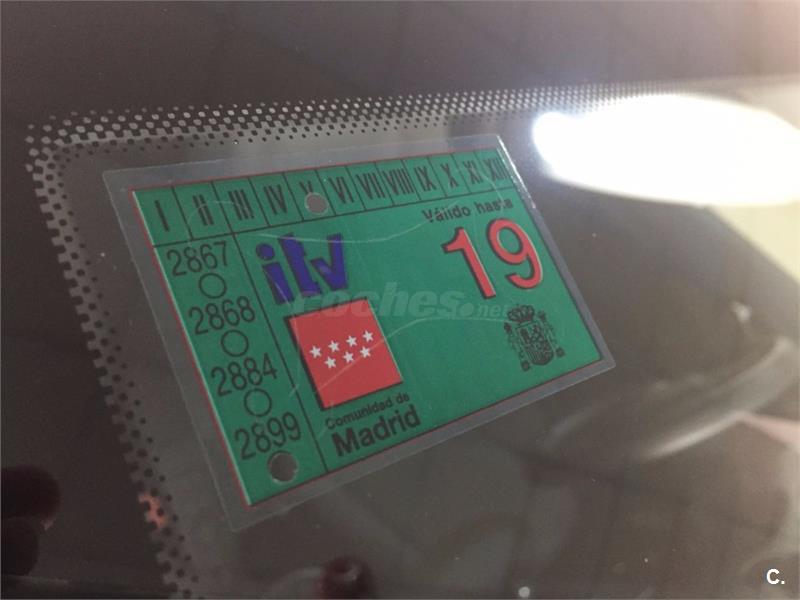 I II III IV V VI VII VIII IX X XI XII
Válido hasta
19
itv
2867
2868
2884
2899
Comunidad de
Madrid
coches.net
C.